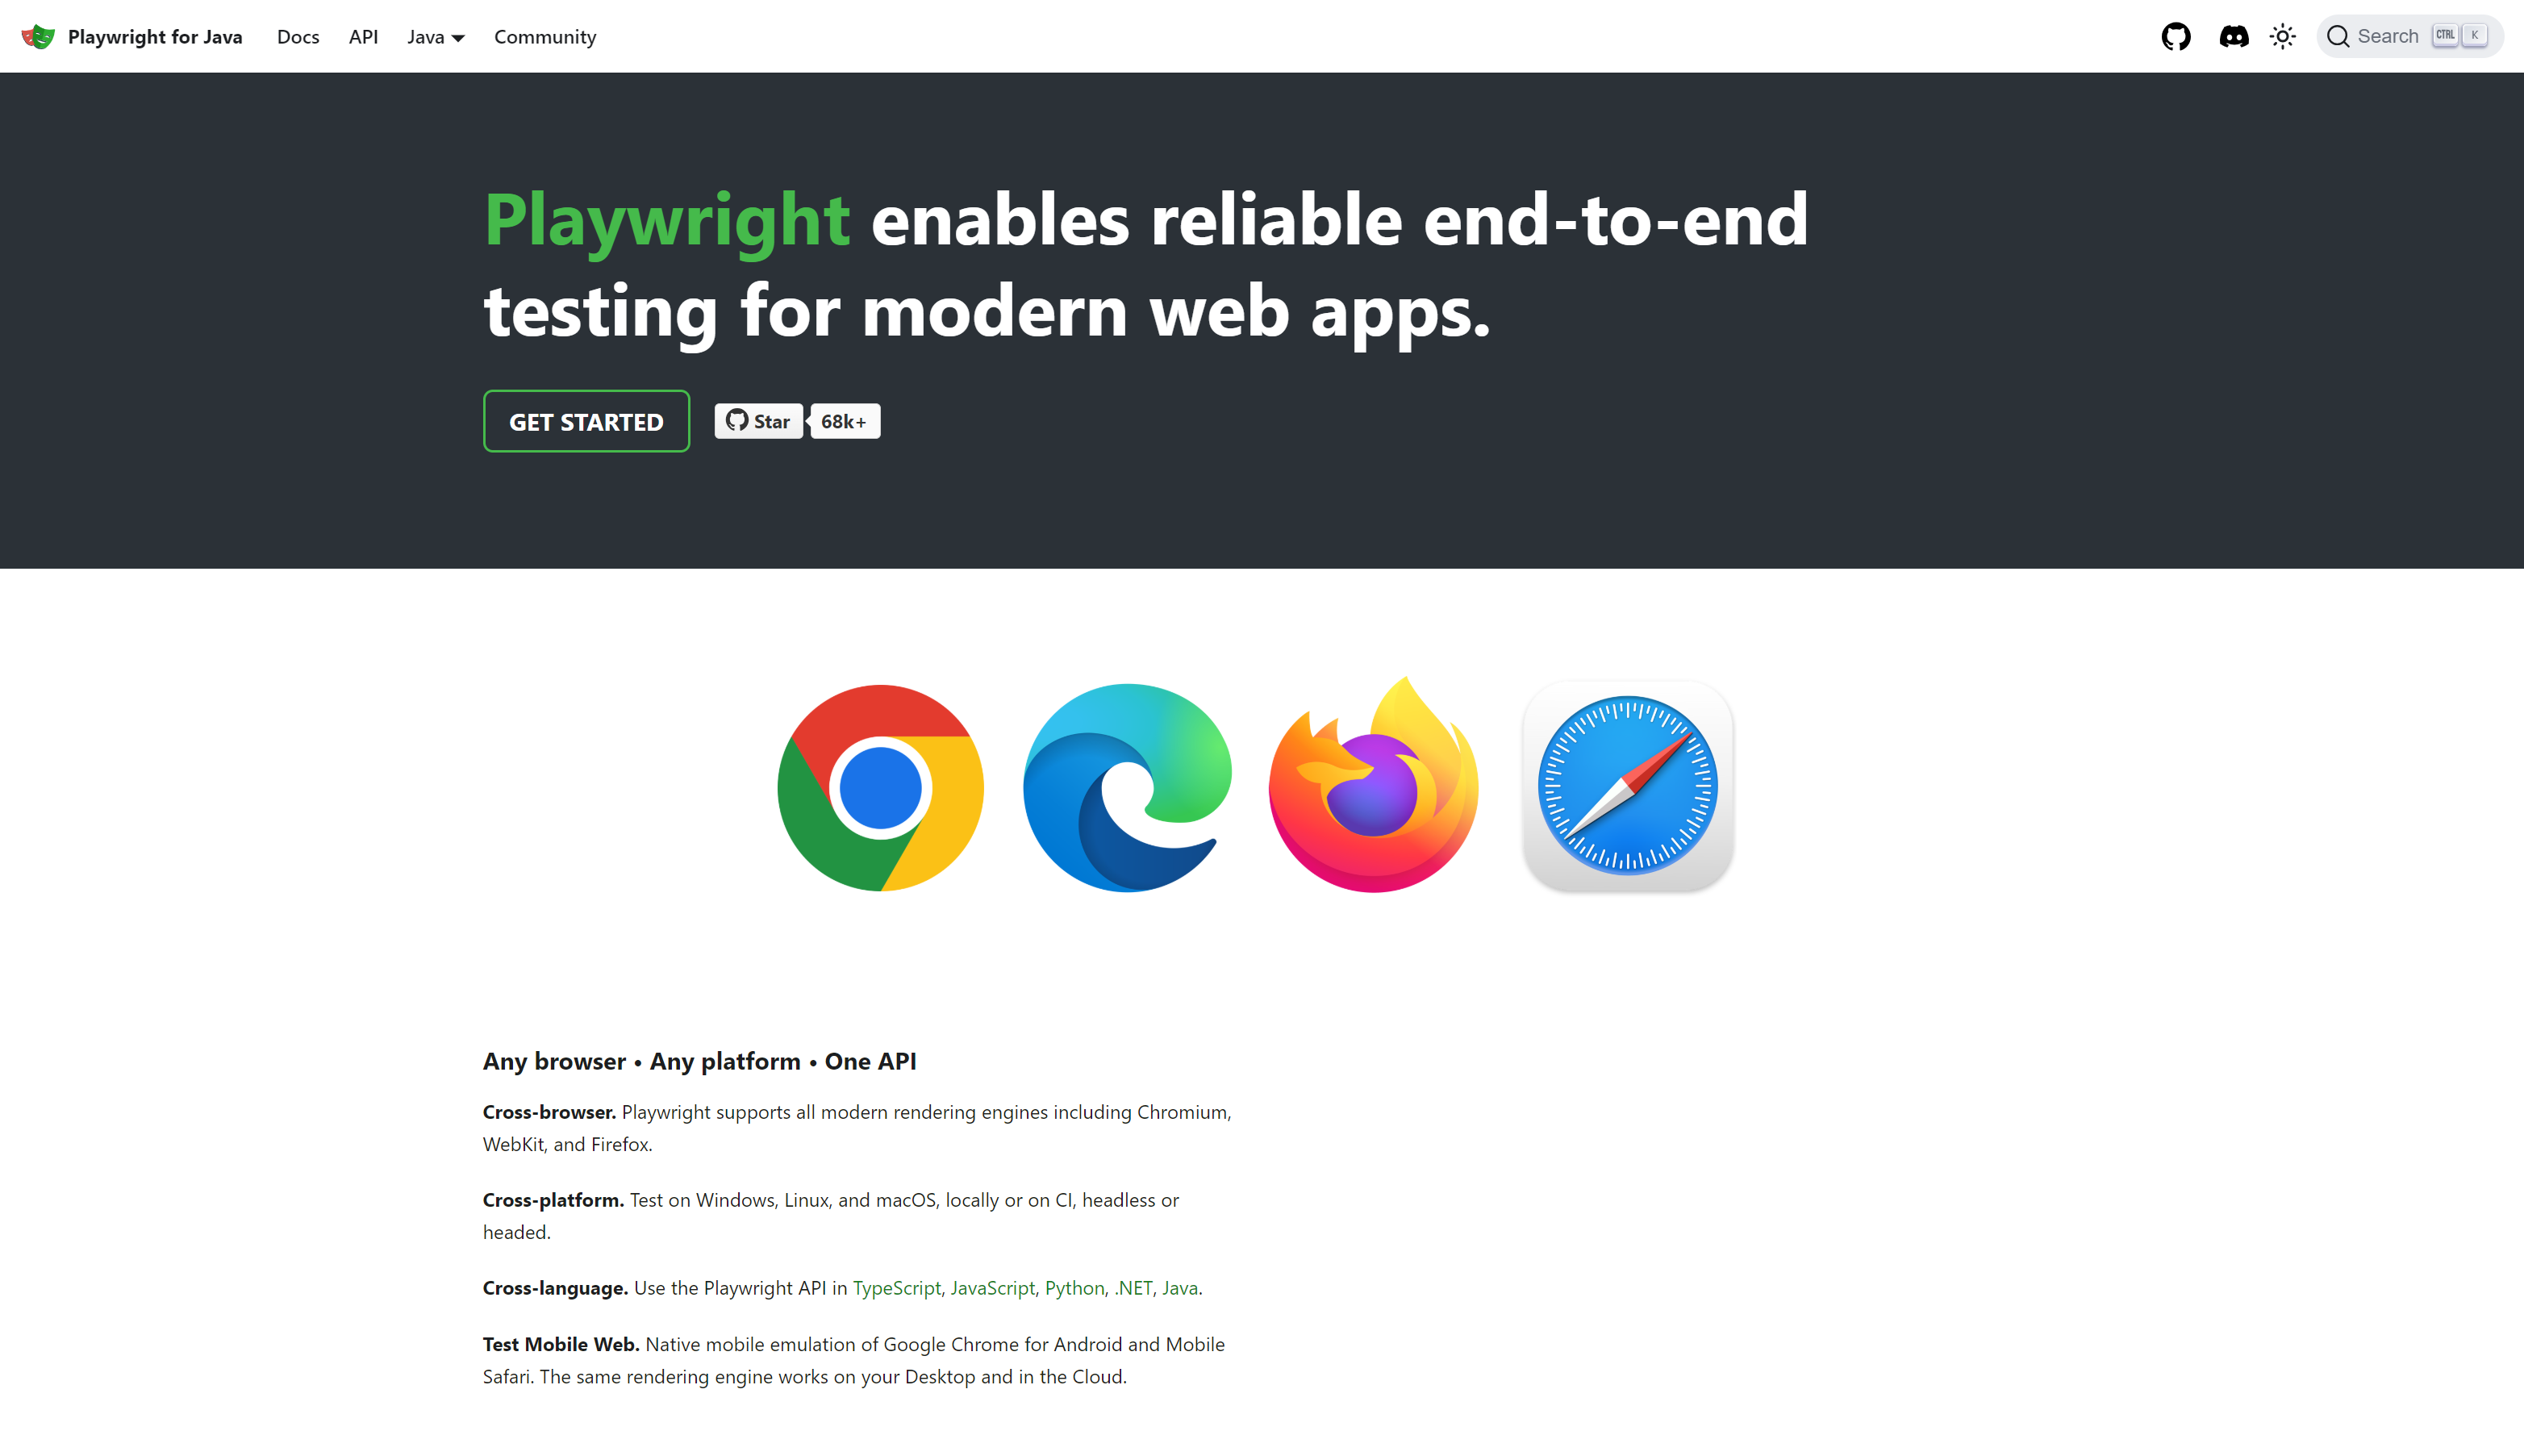 Playwright for Java Docs API Java Community Search CTRL K
Playwright enables reliable end-to-end
testing for modern web apps.
GET STARTED Star 68k+
Any browser • Any platform • One API
Cross-browser. Playwright supports all modern rendering engines including Chromium,
WebKit, and Firefox.
Cross-platform. Test on Windows, Linux, and macOS, locally or on CI, headless or
headed.
Cross-language. Use the Playwright API in TypeScript, JavaScript, Python, .NET, Java.
Test Mobile Web. Native mobile emulation of Google Chrome for Android and Mobile
Safari. The same rendering engine works on your Desktop and in the Cloud.